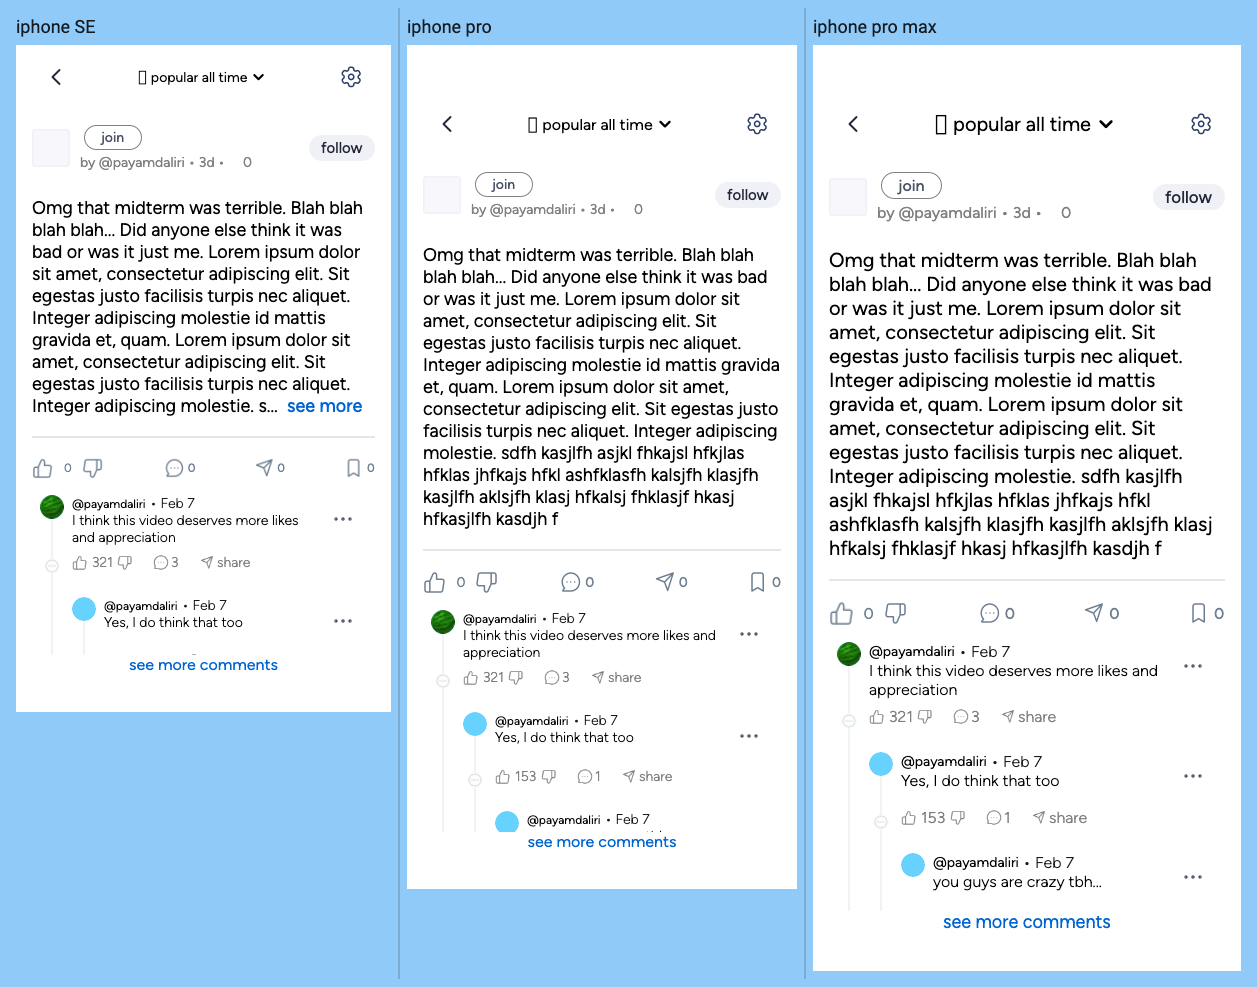 iphone SE
popular all time
join
by @payamdaliri • 3d • 0
follow
Omg that midterm was terrible. Blah blah
blah blah... Did anyone else think it was
bad or was it just me. Lorem ipsum dolor
sit amet, consectetur adipiscing elit. Sit
egestas justo facilisis turpis nec aliquet.
Integer adipiscing molestie id mattis
gravida et, quam. Lorem ipsum dolor sit
amet, consectetur adipiscing elit. Sit
egestas justo facilisis turpis nec aliquet.
Integer adipiscing molestie. s... see more
0 0 0 0
@payamdaliri • Feb 7
I think this video deserves more likes
and appreciation
321 3 share
@payamdaliri • Feb 7
Yes, I do think that too
see more comments
iphone pro
popular all time
join
by @payamdaliri • 3d • 0
follow
Omg that midterm was terrible. Blah blah
blah blah... Did anyone else think it was bad
or was it just me. Lorem ipsum dolor sit
amet, consectetur adipiscing elit. Sit
egestas justo facilisis turpis nec aliquet.
Integer adipiscing molestie id mattis gravida
et, quam. Lorem ipsum dolor sit amet,
consectetur adipiscing elit. Sit egestas justo
facilisis turpis nec aliquet. Integer adipiscing
molestie. sdfh kasjlfh asjkl fhkajsl hfkjlas
hfklas jhfkajs hfkl ashfklasfh kalsjfh klasjfh
kasjlfh aklsjfh klasj hfkalsj fhklasjf hkasj
hfkasjlfh kasdjh f
0 0 0 0
@payamdaliri • Feb 7
I think this video deserves more likes and
appreciation
321 3 share
@payamdaliri • Feb 7
Yes, I do think that too
153 1 share
@payamdaliri • Feb 7
see more comments
iphone pro max
popular all time
join
by @payamdaliri • 3d • 0
follow
Omg that midterm was terrible. Blah blah
blah blah... Did anyone else think it was bad
or was it just me. Lorem ipsum dolor sit
amet, consectetur adipiscing elit. Sit
egestas justo facilisis turpis nec aliquet.
Integer adipiscing molestie id mattis
gravida et, quam. Lorem ipsum dolor sit
amet, consectetur adipiscing elit. Sit
egestas justo facilisis turpis nec aliquet.
Integer adipiscing molestie. sdfh kasjlfh
asjkl fhkajsl hfkjlas hfklas jhfkajs hfkl
ashfklasfh kalsjfh klasjfh kasjlfh aklsjfh klasj
hfkalsj fhklasjf hkasj hfkasjlfh kasdjh f
0 0 0 0
@payamdaliri • Feb 7
I think this video deserves more likes and
appreciation
321 3 share
@payamdaliri • Feb 7
Yes, I do think that too
153 1 share
@payamdaliri • Feb 7
you guys are crazy tbh...
see more comments